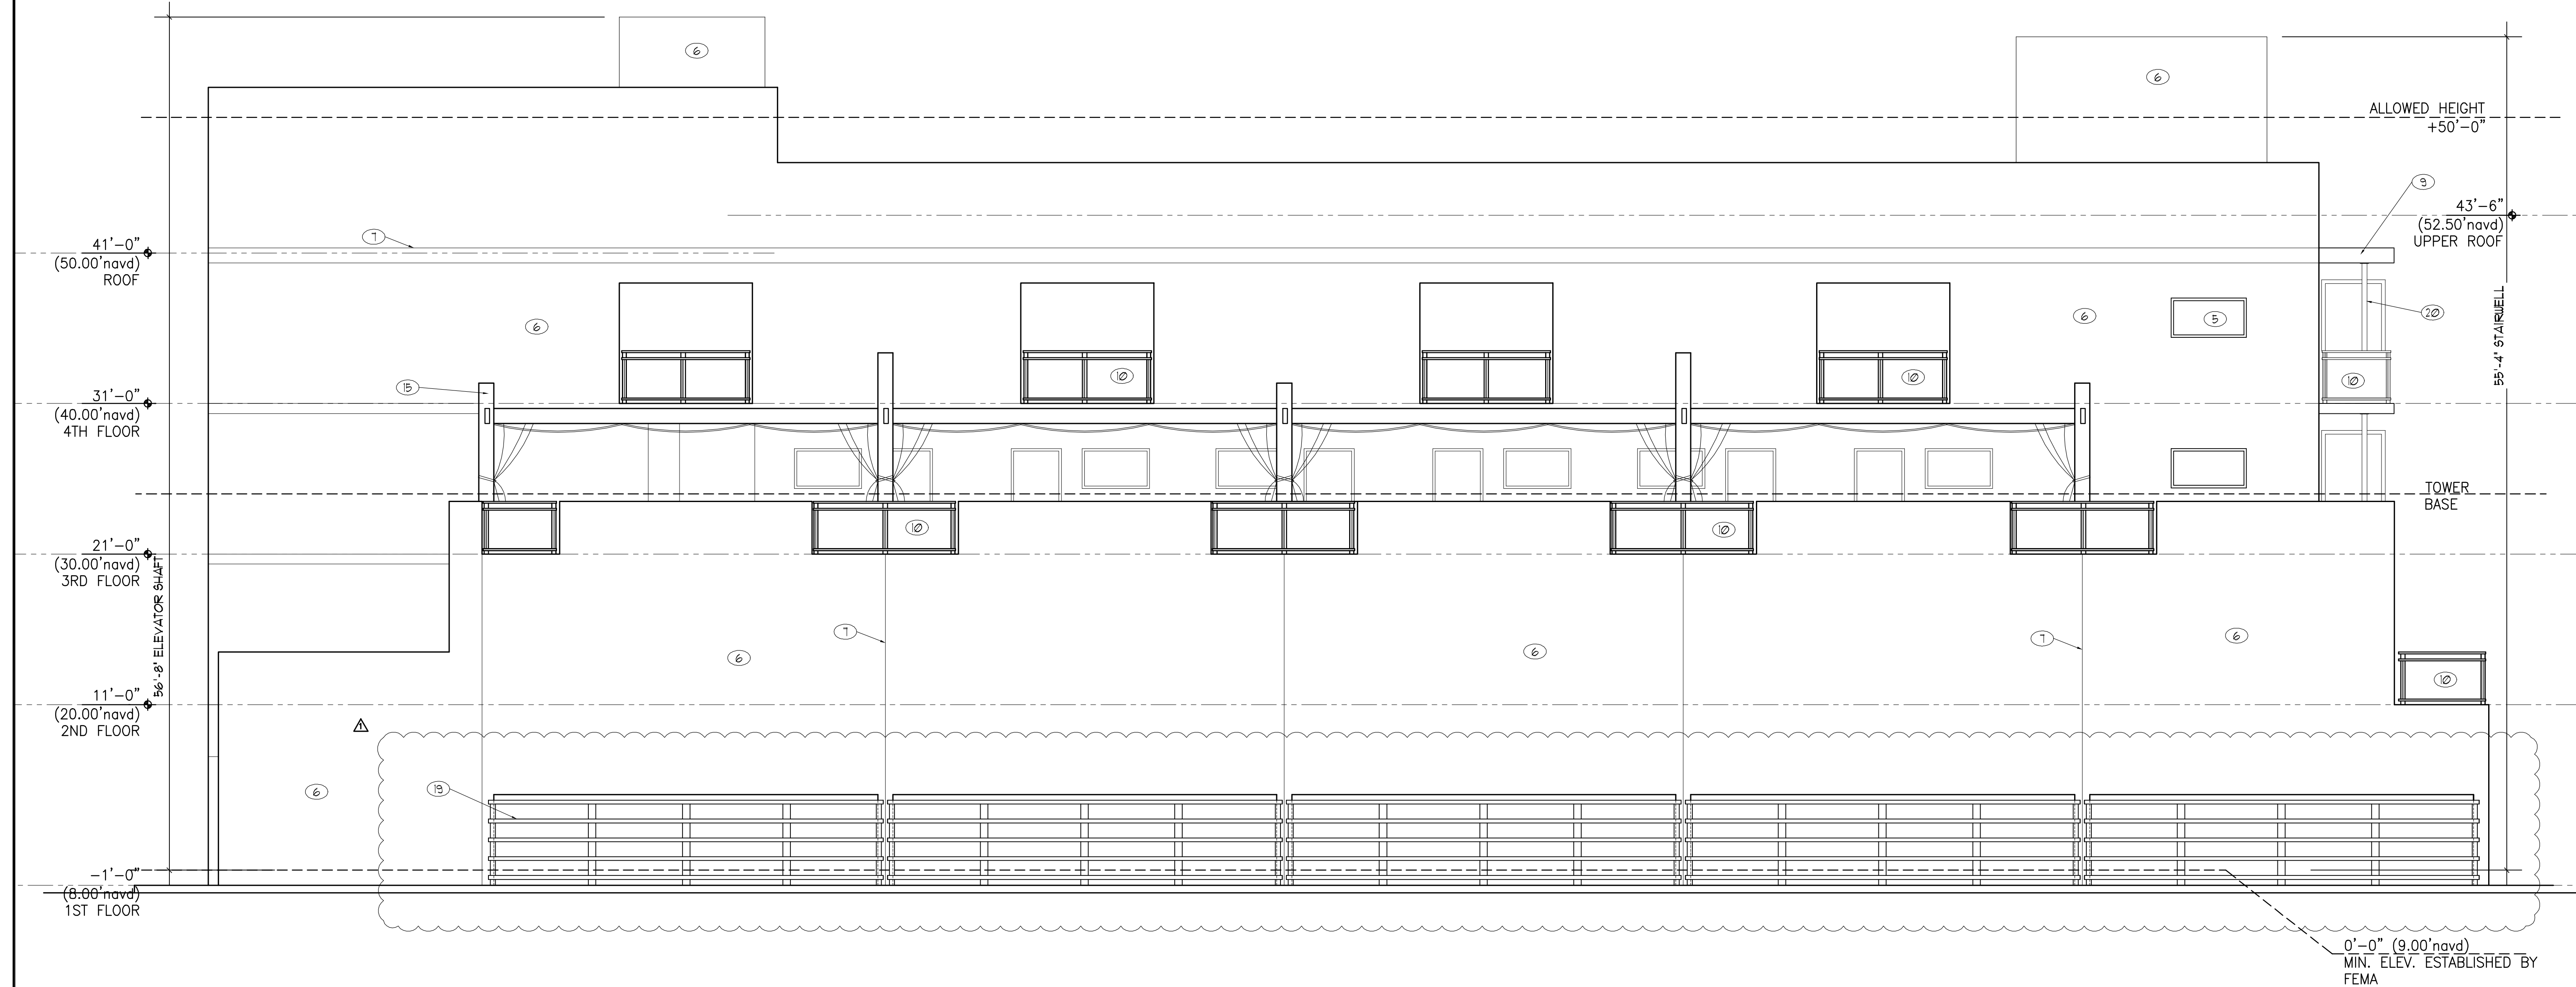 6
6
ALLOWED HEIGHT
+50'-0"
9
43'-6"
(52.50'navd)
UPPER ROOF
7
41'-0"
(50.00'navd)
ROOF
6
6
5
20
55'-4" STAIRWELL
15
10
10
10
31'-0"
(40.00'navd)
4TH FLOOR
TOWER
BASE
10
10
21'-0"
(30.00'navd)
3RD FLOOR
56'-8" ELEVATOR SHAFT
7
7
6
6
6
10
11'-0"
(20.00'navd)
2ND FLOOR
1
6
19
-1'-0"
(8.00'navd)
1ST FLOOR
0'-0" (9.00'navd)
MIN. ELEV. ESTABLISHED BY
FEMA